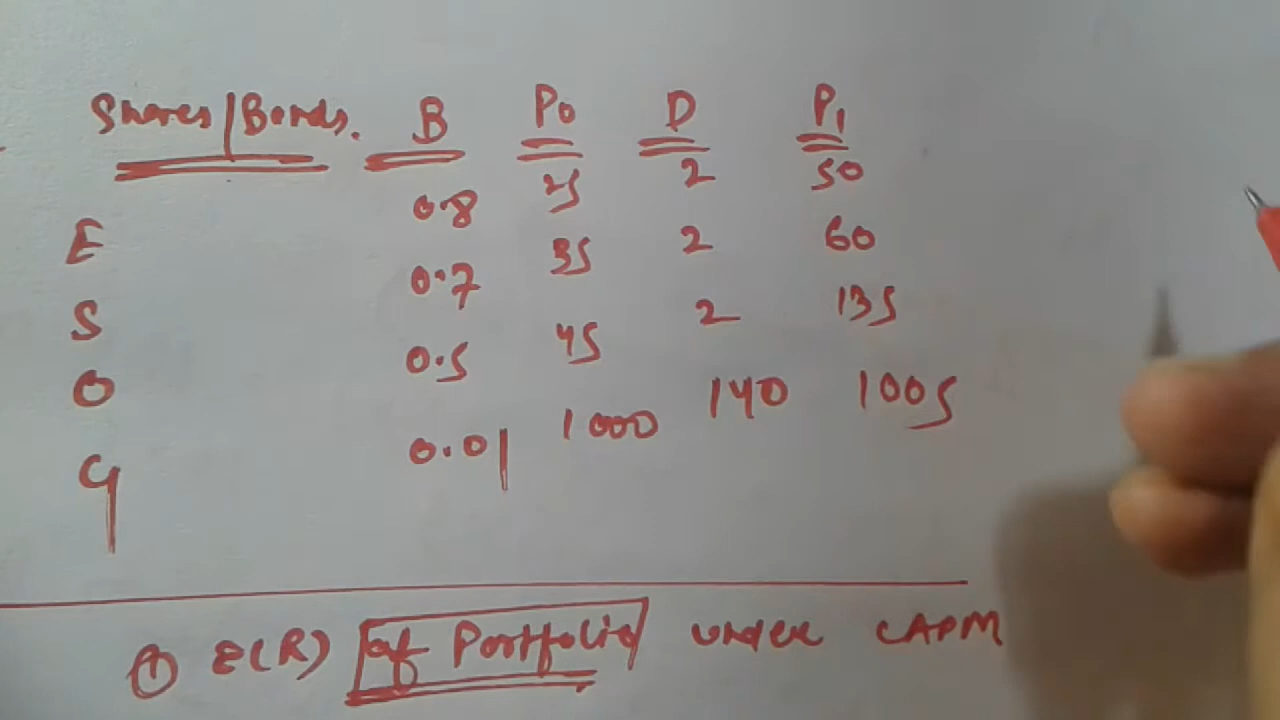 Shares/Bonds. B P0 D P1
E 0.8 25 2 50
S 0.7 35 2 60
O 0.5 45 2 135
G 0.01 1000 140 1005
① E(R) of Portfolio under CAPM